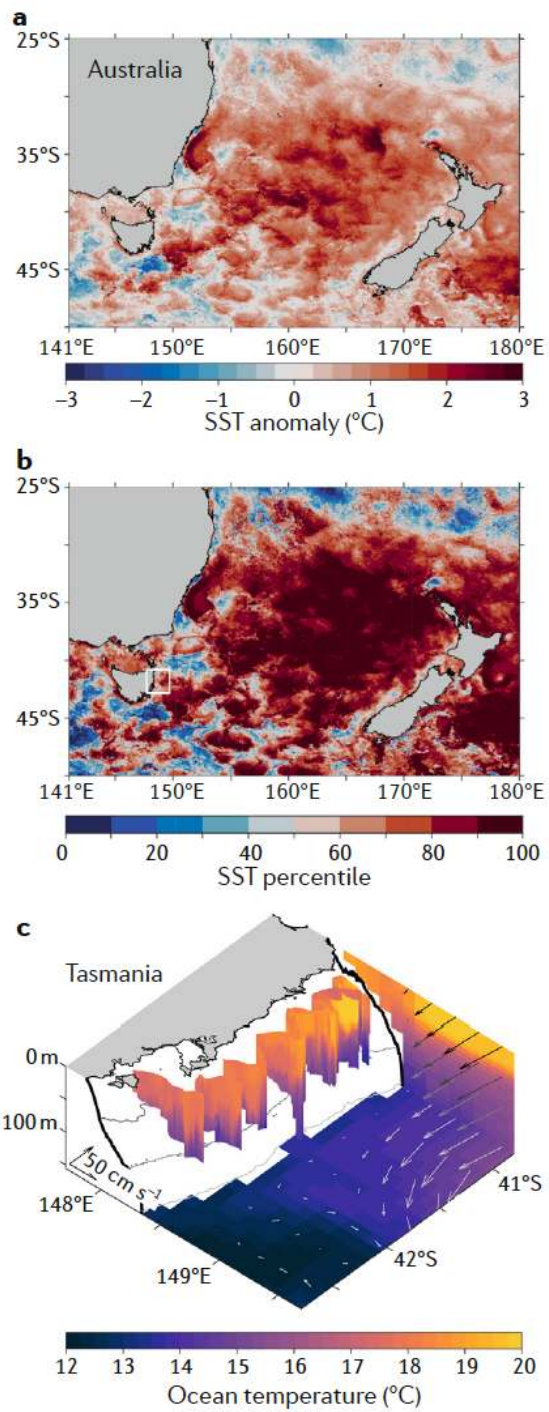 a
25°S
Australia
35°S
45°S
141°E 150°E 160°E 170°E 180°E
−3 −2 −1 0 1 2 3
SST anomaly (°C)
b
25°S
35°S
45°S
141°E 150°E 160°E 170°E 180°E
0 20 40 60 80 100
SST percentile
c
Tasmania
0 m
100 m
50 cm s⁻¹
148°E
149°E
42°S
41°S
12 13 14 15 16 17 18 19 20
Ocean temperature (°C)